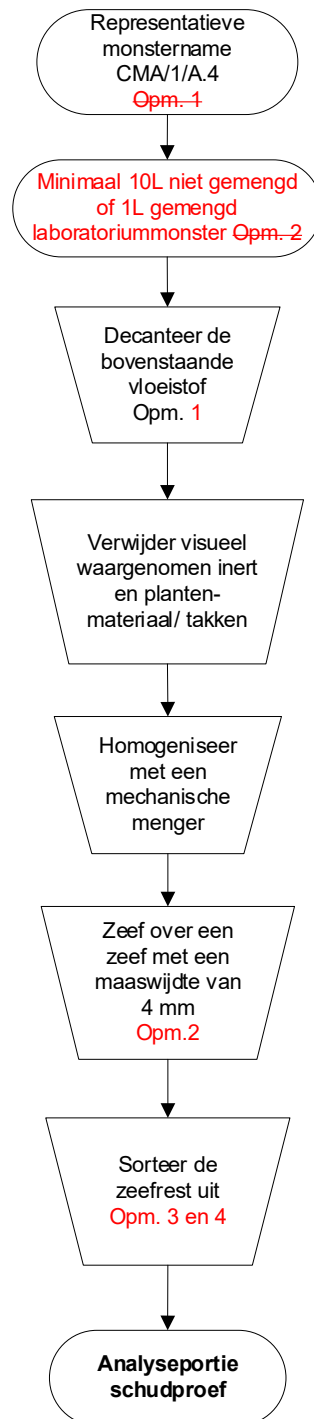 Representatieve
monstername
CMA/1/A.4
Opm. 1
Minimaal 10L niet gemengd
of 1L gemengd
laboratoriummonster Opm. 2
Decanteer de
bovenstaande
vloeistof
Opm. 1
Verwijder visueel
waargenomen inert
en planten-
materiaal/ takken
Homogeniseer
met een
mechanische
menger
Zeef over een
zeef met een
maaswijdte van
4 mm
Opm.2
Sorteer de
zeefrest uit
Opm. 3 en 4
Analyseportie
schudproef